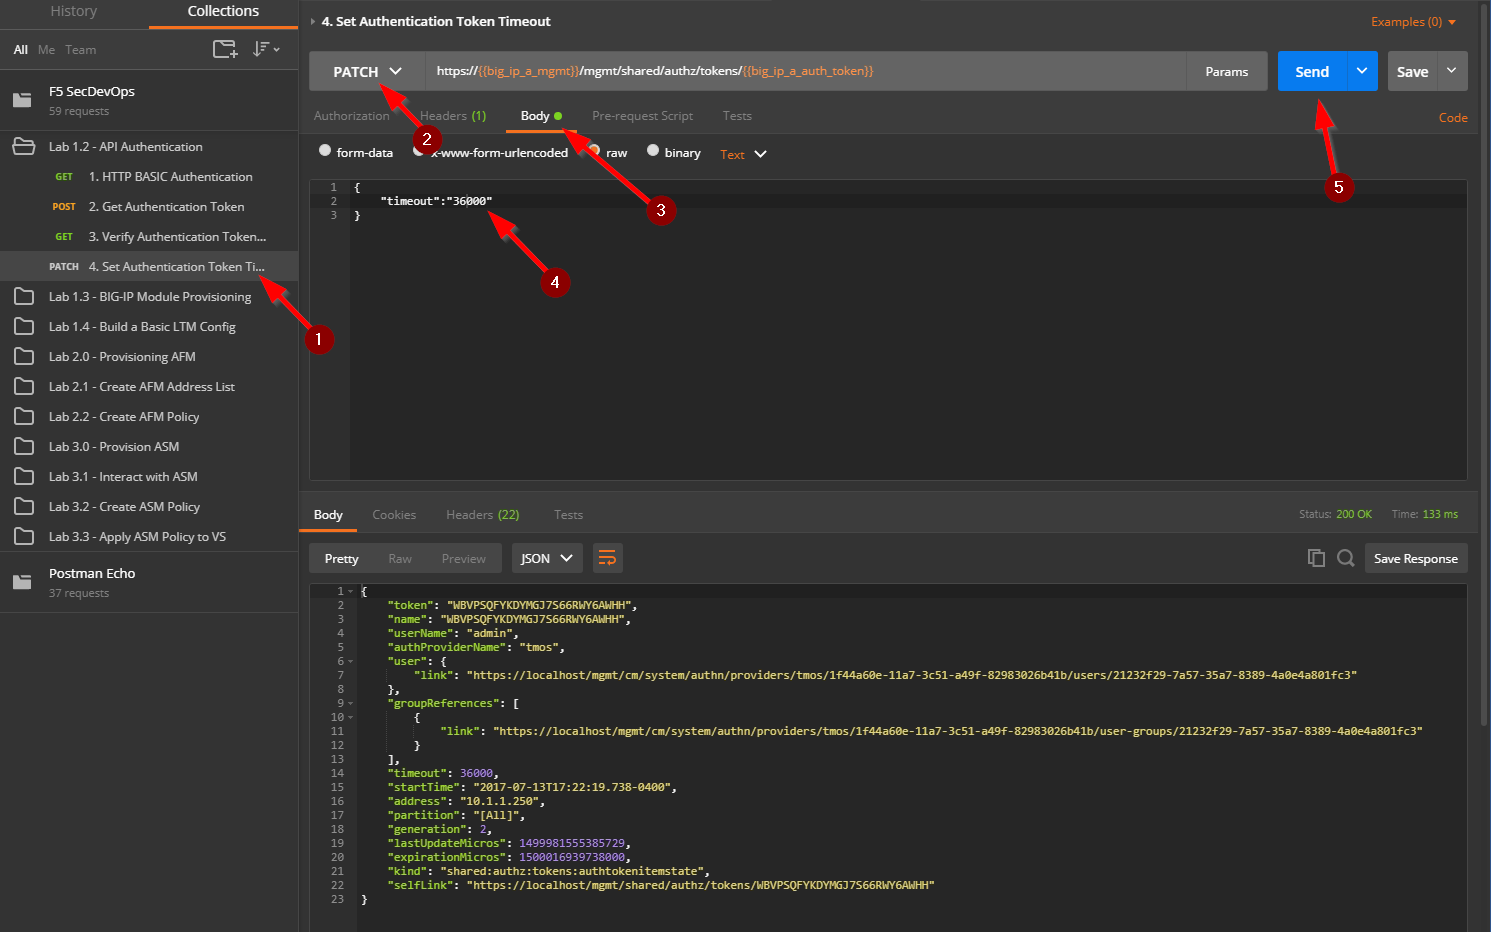 History
Collections
All Me Team
F5 SecDevOps
59 requests
Lab 1.2 - API Authentication
GET 1. HTTP BASIC Authentication
POST 2. Get Authentication Token
GET 3. Verify Authentication Token...
PATCH 4. Set Authentication Token Ti...
Lab 1.3 - BIG-IP Module Provisioning
Lab 1.4 - Build a Basic LTM Config
Lab 2.0 - Provisioning AFM
Lab 2.1 - Create AFM Address List
Lab 2.2 - Create AFM Policy
Lab 3.0 - Provision ASM
Lab 3.1 - Interact with ASM
Lab 3.2 - Create ASM Policy
Lab 3.3 - Apply ASM Policy to VS
Postman Echo
37 requests
1
4. Set Authentication Token Timeout
Examples (0)
PATCH https://{{big_ip_a_mgmt}}/mgmt/shared/authz/tokens/{{big_ip_a_auth_token}} Params Send Save
Authorization Headers (1) Body Pre-request Script Tests Code
2
form-data x-www-form-urlencoded raw binary Text
3
5
1 {
2 "timeout":"36000"
3 }
4
Body Cookies Headers (22) Tests Status: 200 OK Time: 133 ms
Pretty Raw Preview JSON Save Response
1 {
2 "token": "WBVPSQFYKDYMGJ7S66RWY6AWHH",
3 "name": "WBVPSQFYKDYMGJ7S66RWY6AWHH",
4 "userName": "admin",
5 "authProviderName": "tmos",
6 "user": {
7 "link": "https://localhost/mgmt/cm/system/authn/providers/tmos/1f44a60e-11a7-3c51-a49f-82983026b41b/users/21232f29-7a57-35a7-8389-4a0e4a801fc3"
8 },
9 "groupReferences": [
10 {
11 "link": "https://localhost/mgmt/cm/system/authn/providers/tmos/1f44a60e-11a7-3c51-a49f-82983026b41b/user-groups/21232f29-7a57-35a7-8389-4a0e4a801fc3"
12 }
13 ],
14 "timeout": 36000,
15 "startTime": "2017-07-13T17:22:19.738-0400",
16 "address": "10.1.1.250",
17 "partition": "[All]",
18 "generation": 2,
19 "lastUpdateMicros": 1499981555385729,
20 "expirationMicros": 1500016939738000,
21 "kind": "shared:authz:tokens:authtokenitemstate",
22 "selfLink": "https://localhost/mgmt/shared/authz/tokens/WBVPSQFYKDYMGJ7S66RWY6AWHH"
23 }